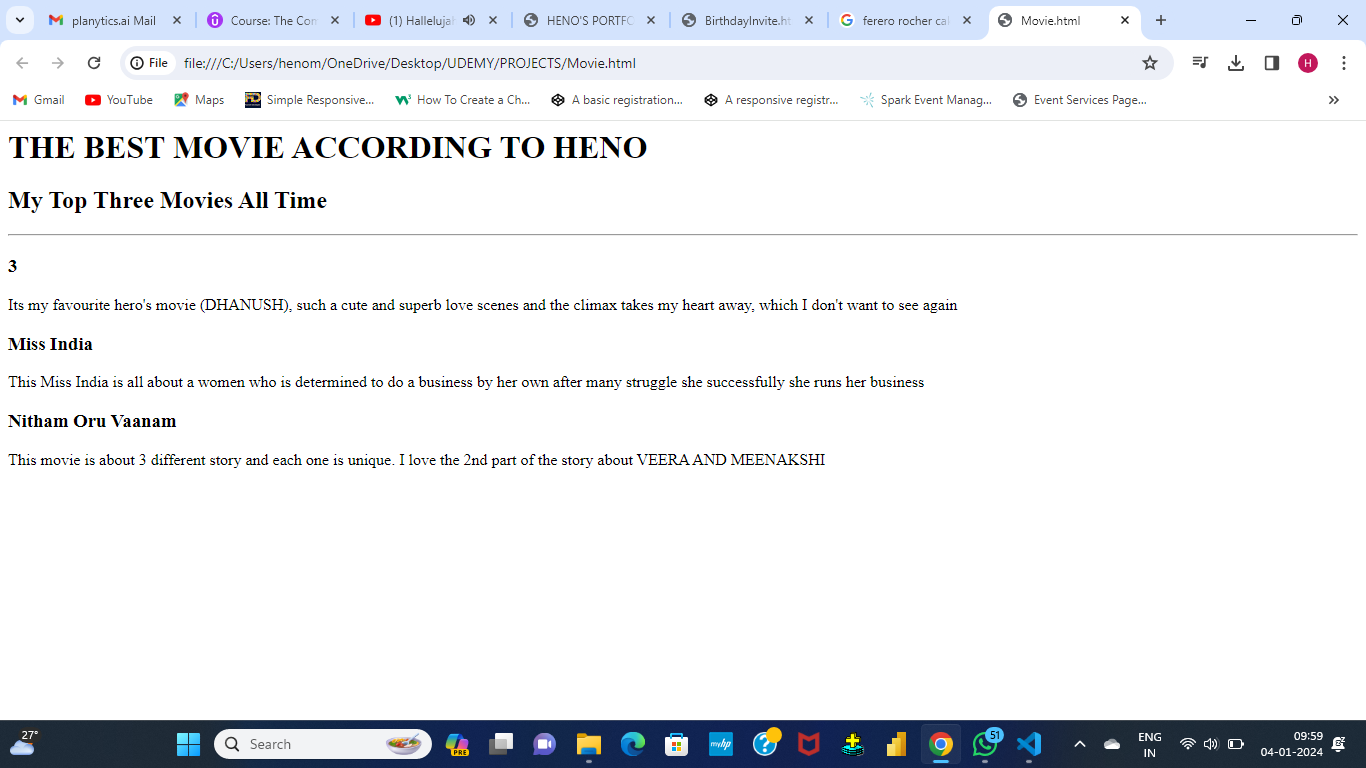 planytics.ai Mail
Course: The Com
(1) Hallelujah
HENO'S PORTFO
BirthdayInvite.ht
ferero rocher cal
Movie.html
File
file:///C:/Users/henom/OneDrive/Desktop/UDEMY/PROJECTS/Movie.html
H
Gmail
YouTube
Maps
Simple Responsive...
How To Create a Ch...
A basic registration...
A responsive registr...
Spark Event Manag...
Event Services Page...
THE BEST MOVIE ACCORDING TO HENO
My Top Three Movies All Time
3
Its my favourite hero's movie (DHANUSH), such a cute and superb love scenes and the climax takes my heart away, which I don't want to see again
Miss India
This Miss India is all about a women who is determined to do a business by her own after many struggle she successfully she runs her business
Nitham Oru Vaanam
This movie is about 3 different story and each one is unique. I love the 2nd part of the story about VEERA AND MEENAKSHI
27°
Search
PRE
myhp
51
ENG
IN
09:59
04-01-2024